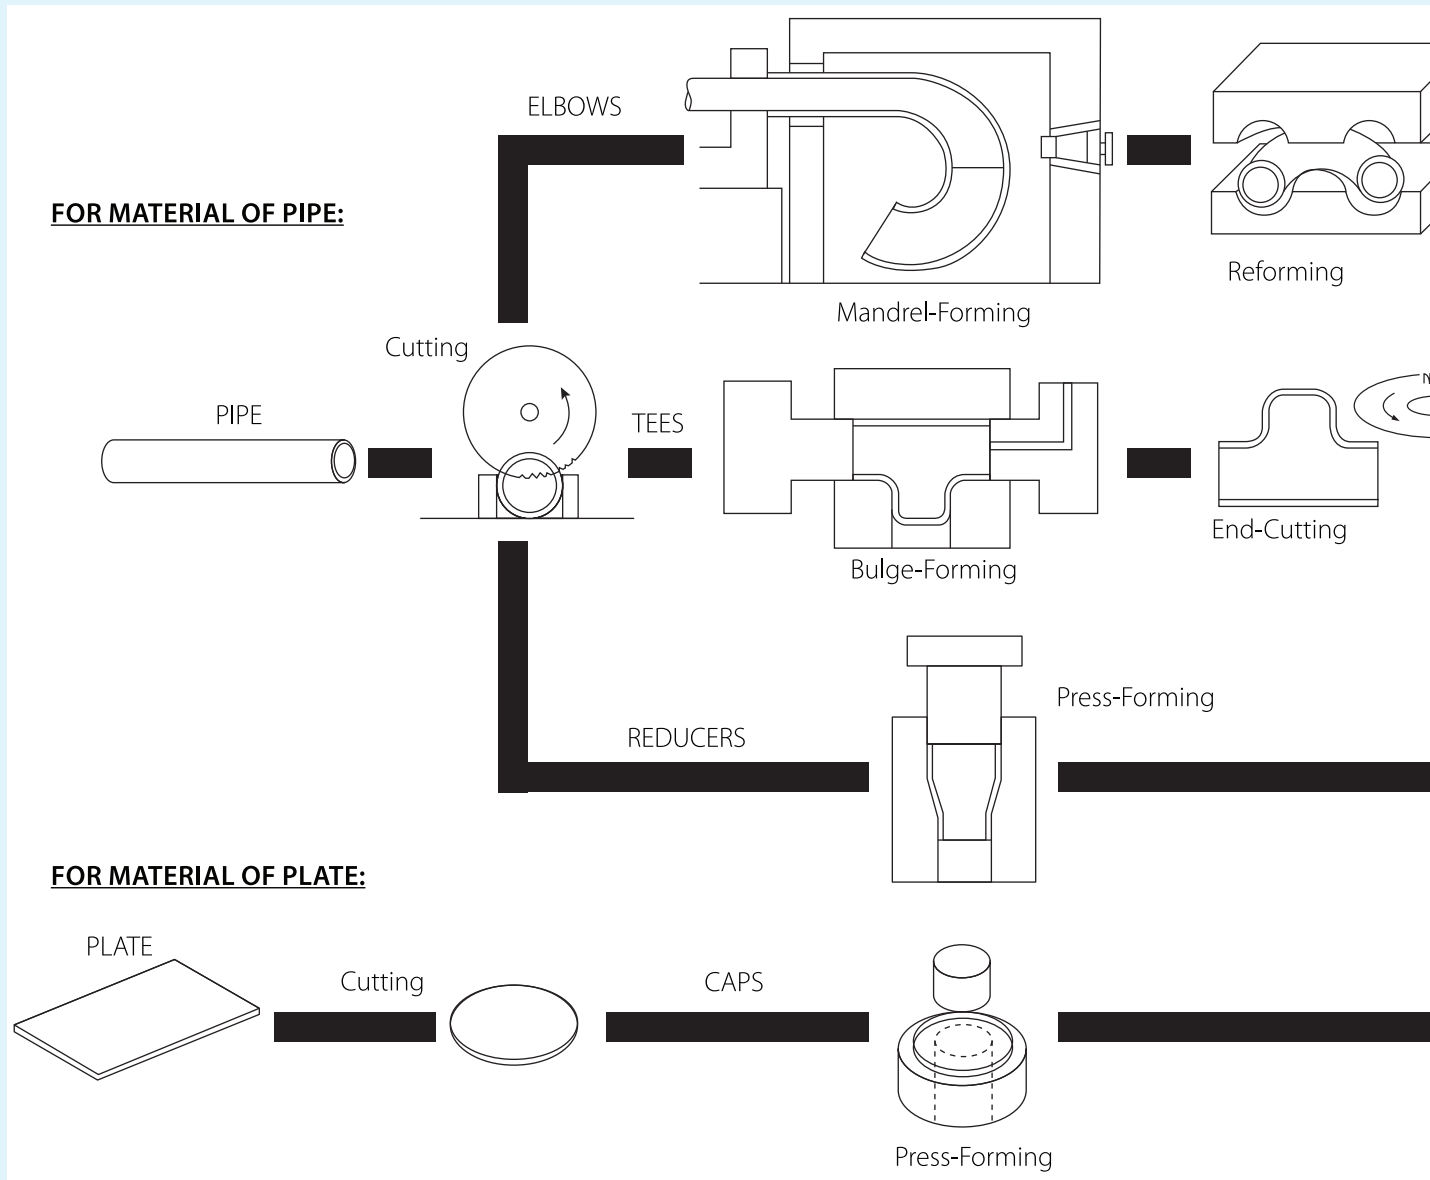 ELBOWS
FOR MATERIAL OF PIPE:
Reforming
Mandrel-Forming
Cutting
PIPE
TEES
End-Cutting
Bulge-Forming
Press-Forming
REDUCERS
FOR MATERIAL OF PLATE:
PLATE
Cutting
CAPS
Press-Forming